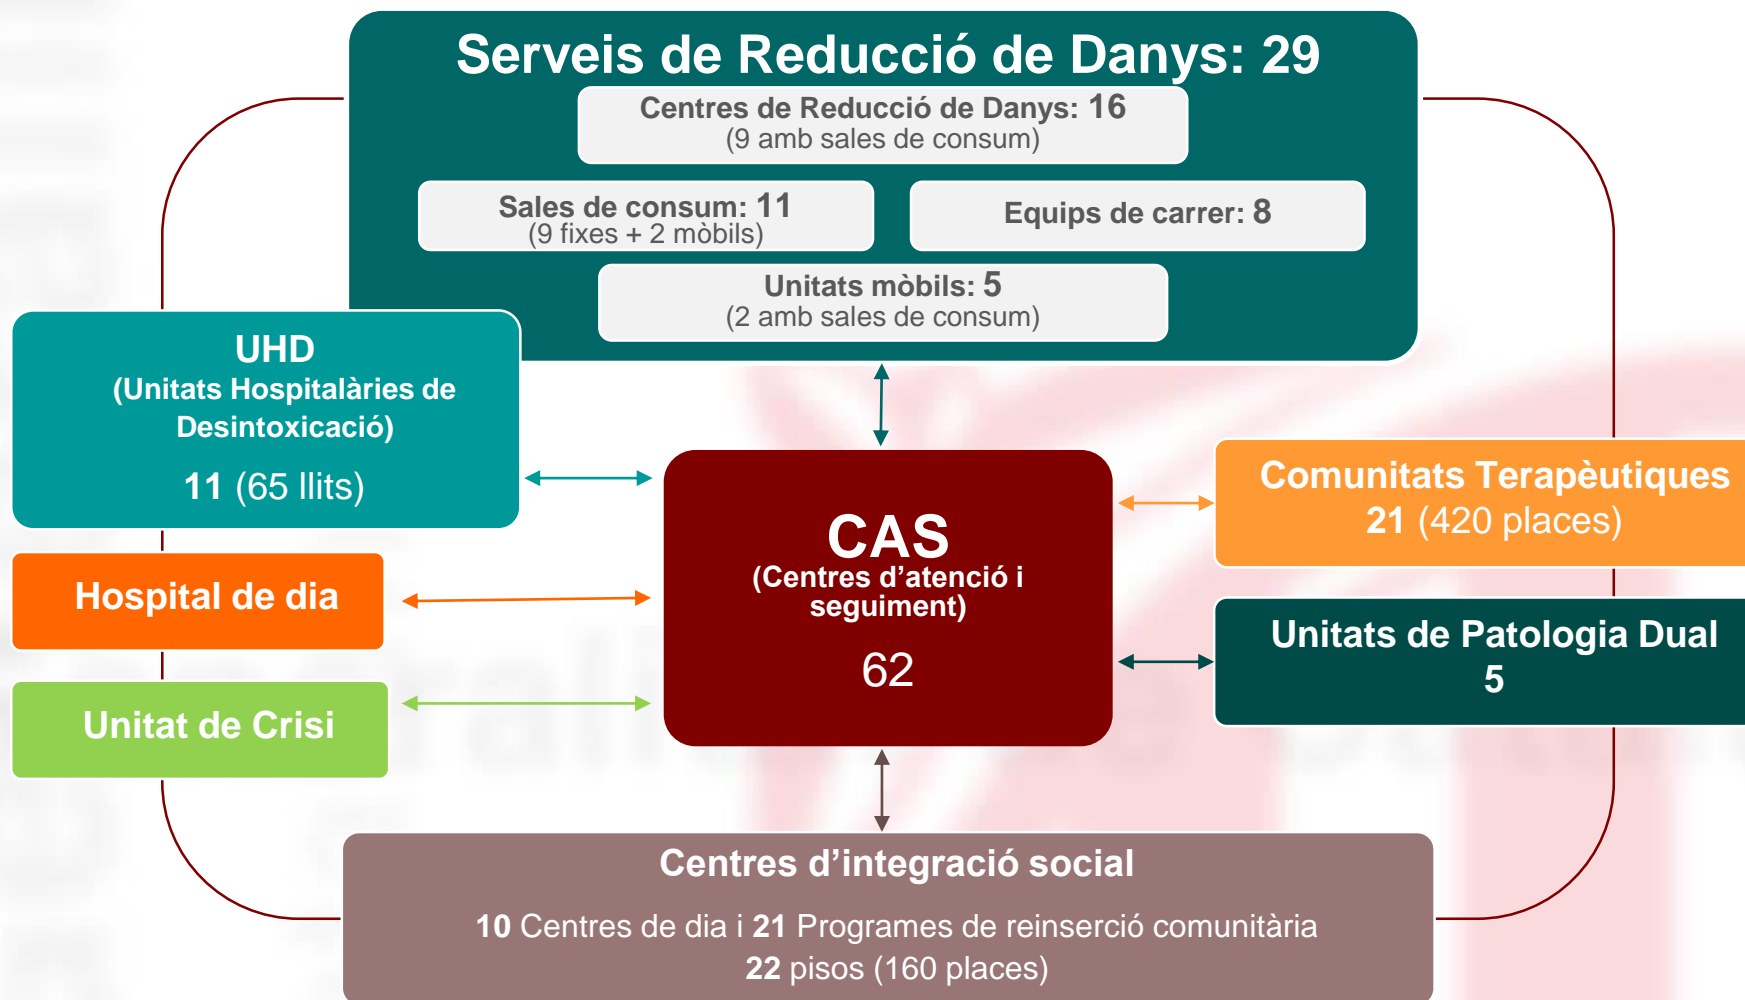 Serveis de Reducció de Danys: 29
Centres de Reducció de Danys: 16
(9 amb sales de consum)
Sales de consum: 11
(9 fixes + 2 mòbils)
Equips de carrer: 8
Unitats mòbils: 5
(2 amb sales de consum)
UHD
(Unitats Hospitalàries de
Desintoxicació)
11 (65 llits)
Hospital de dia
Unitat de Crisi
CAS
(Centres d’atenció i
seguiment)
62
Comunitats Terapèutiques
21 (420 places)
Unitats de Patologia Dual
5
Centres d’integració social
10 Centres de dia i 21 Programes de reinserció comunitària
22 pisos (160 places)